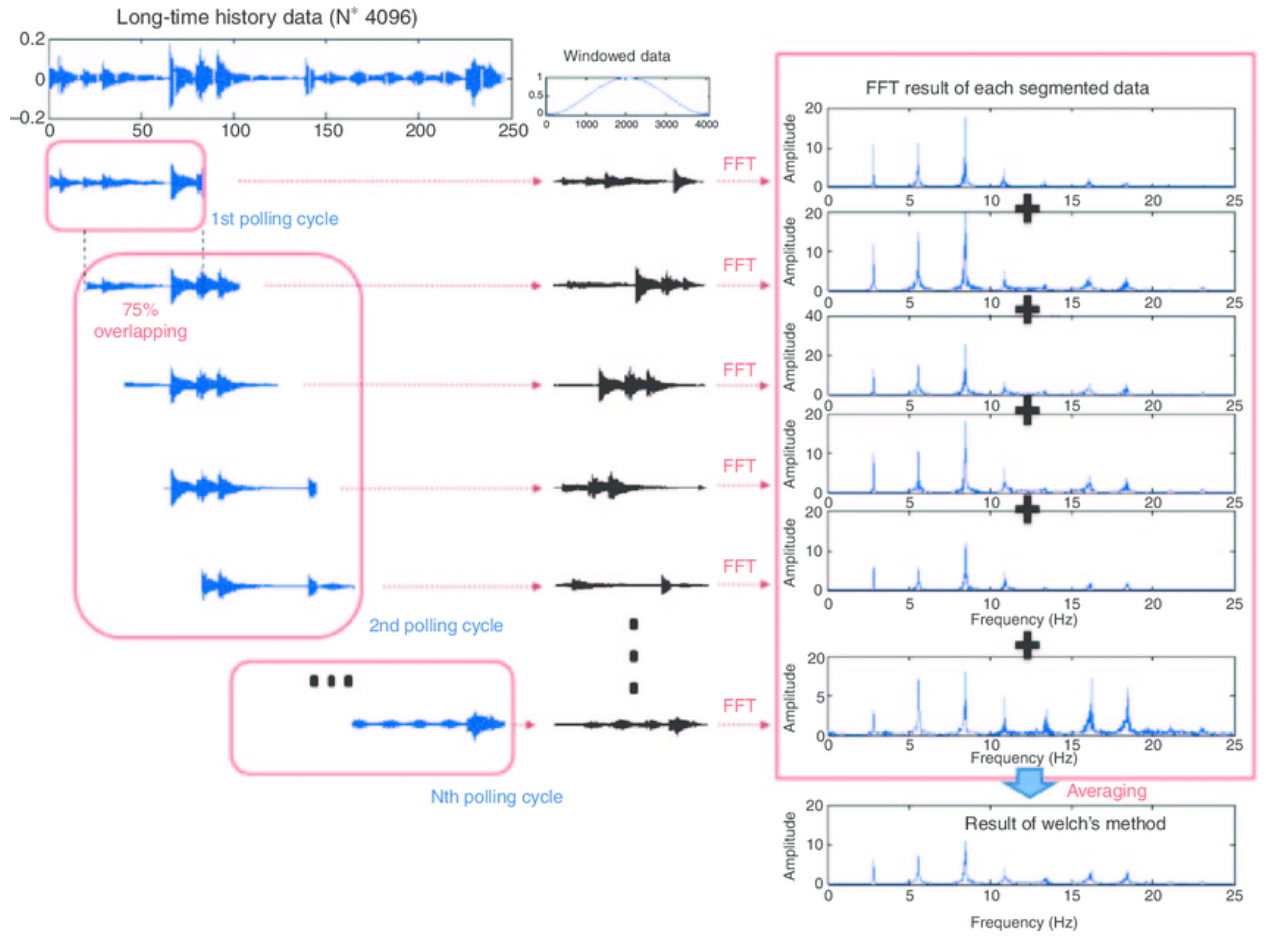 Long-time history data (N* 4096)
0.2
0
–0.2
0 50 100 150 200 250
Windowed data
1
0.5
0
0 1000 2000 3000 4000
1st polling cycle
75%
overlapping
2nd polling cycle
Nth polling cycle
FFT
FFT
FFT
FFT
FFT
FFT
FFT result of each segmented data
Amplitude
20
10
0
0 5 10 15 20 25
Amplitude
20
10
0
0 5 10 15 20 25
Amplitude
40
20
0
0 5 10 15 20 25
Amplitude
20
10
0
0 5 10 15 20 25
Amplitude
20
10
0
0 5 10 15 20 25
Frequency (Hz)
Amplitude
20
5
0
0 5 10 15 20 25
Frequency (Hz)
Averaging
Result of welch's method
Amplitude
20
10
0
0 5 10 15 20 25
Frequency (Hz)